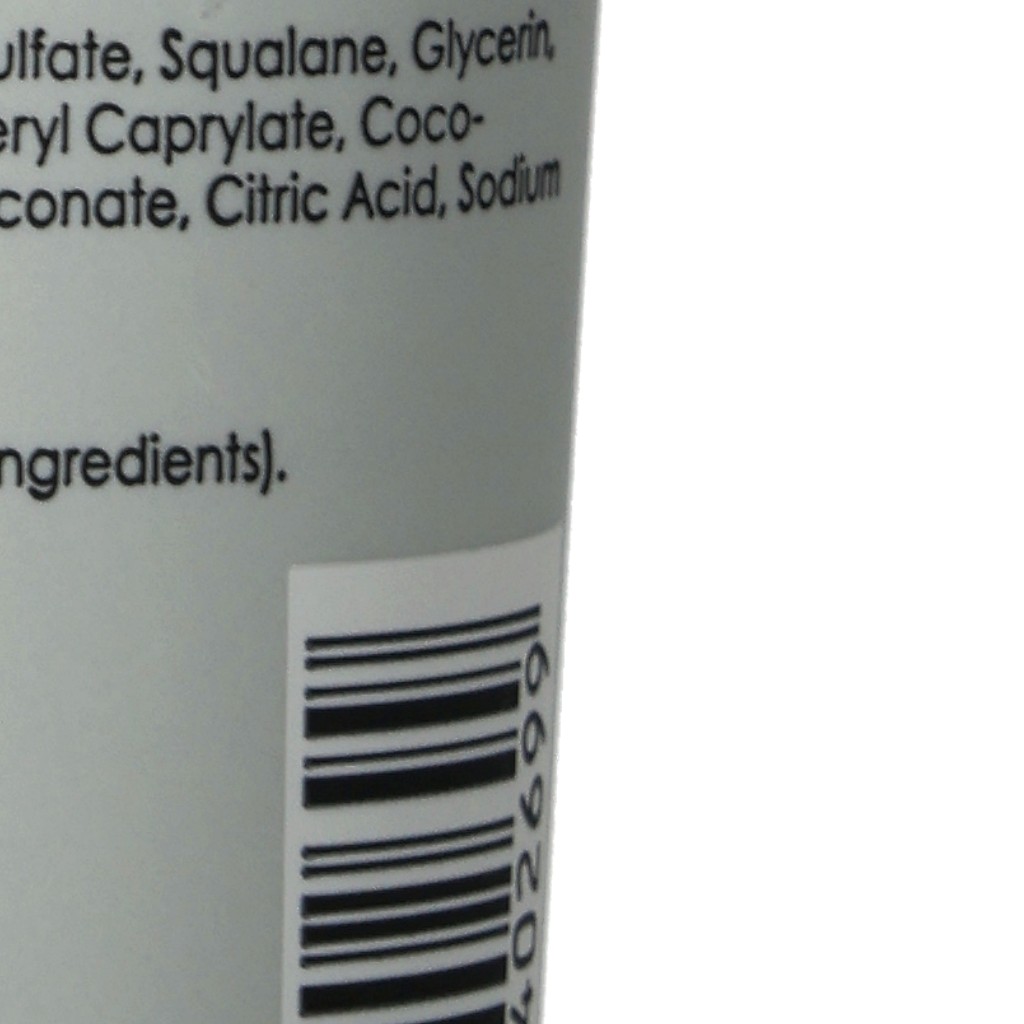 ulfate, Squalane, Glycerin,
eryl Caprylate, Coco-
conate, Citric Acid, Sodium
ngredients).
402699